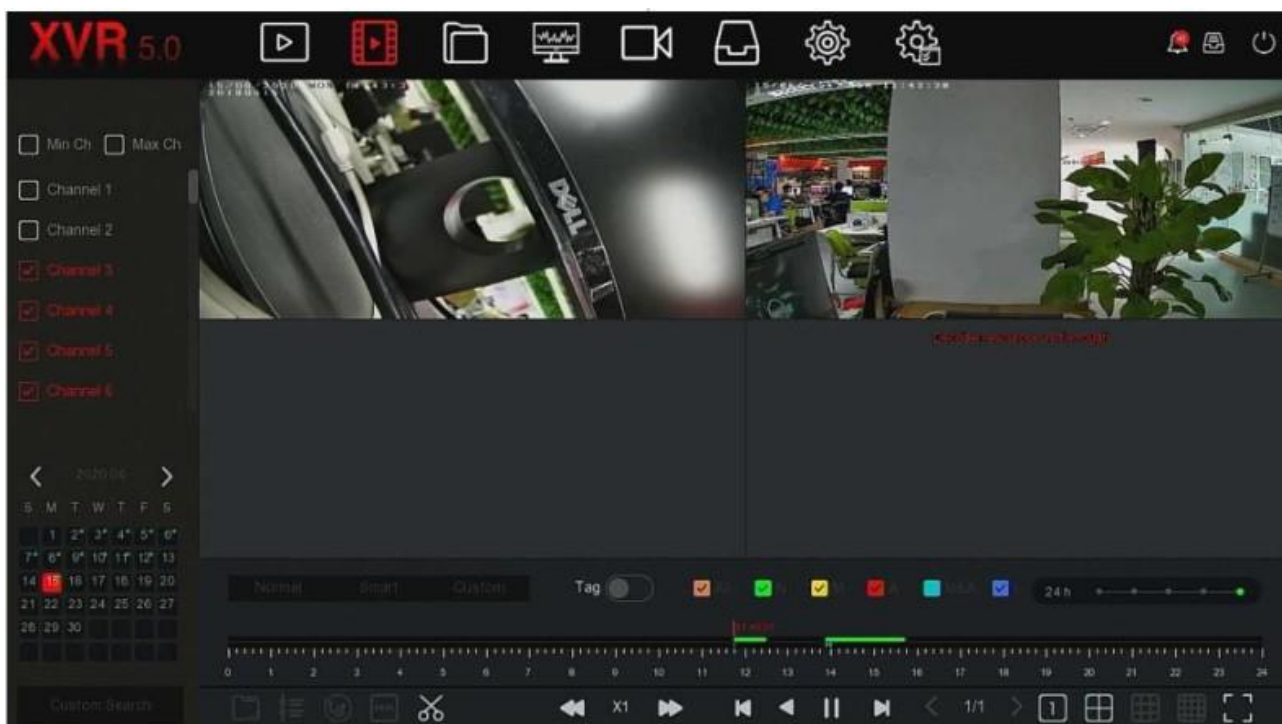 XVR 5.0
Min Ch Max Ch
Channel 1
Channel 2
Channel 3
Channel 4
Channel 5
Channel 6
DELL
S M T W T F S
1 2 3 4 5 6
7 8 9 10 11 12 13
14 15 16 17 18 19 20
21 22 23 24 25 26 27
28 29 30
Normal Smart Custom
Tag
24 h
0 1 2 3 4 5 6 7 8 9 10 11 12 13 14 15 16 17 18 19 20 21 22 23 24
Custom Search
X1
1/1
1